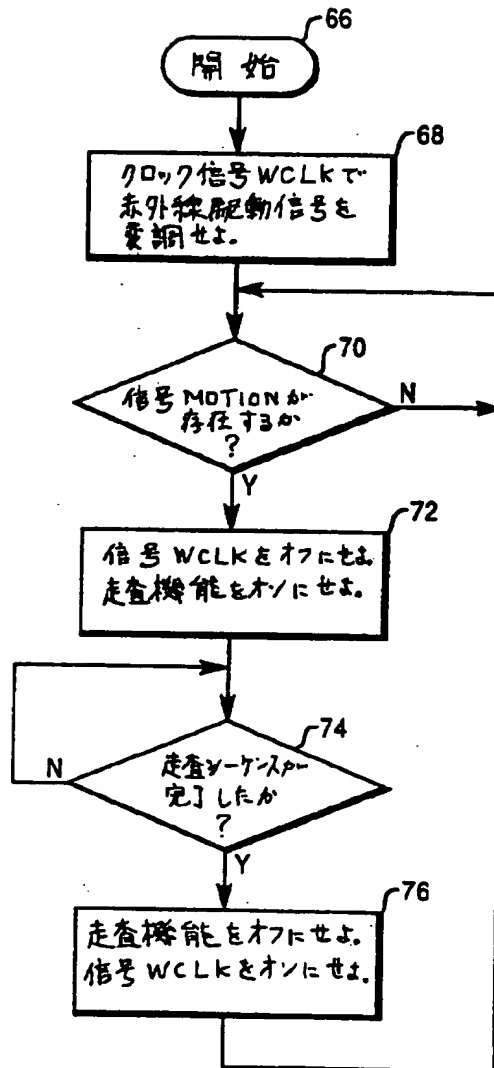 66
開始
68
クロック信号WCLKで
赤外線駆動信号を
変調せよ。
70
信号MOTIONが
存在するか
?
N
Y
72
信号WCLKをオフにせよ。
走査機能をオンにせよ。
74
走査シーケンスが
完了したか
?
N
Y
76
走査機能をオフにせよ。
信号WCLKをオンにせよ。